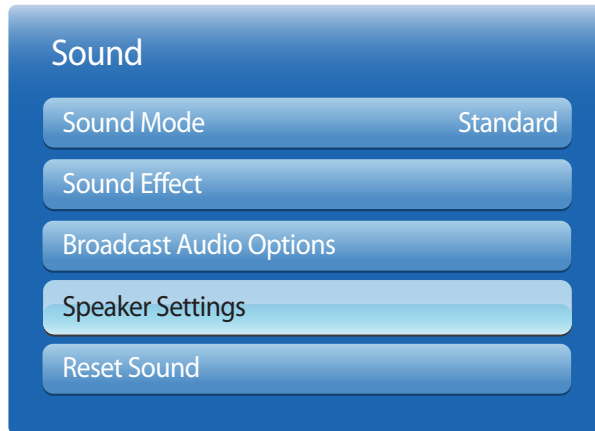 Sound
Sound Mode Standard
Sound Effect
Broadcast Audio Options
Speaker Settings
Reset Sound